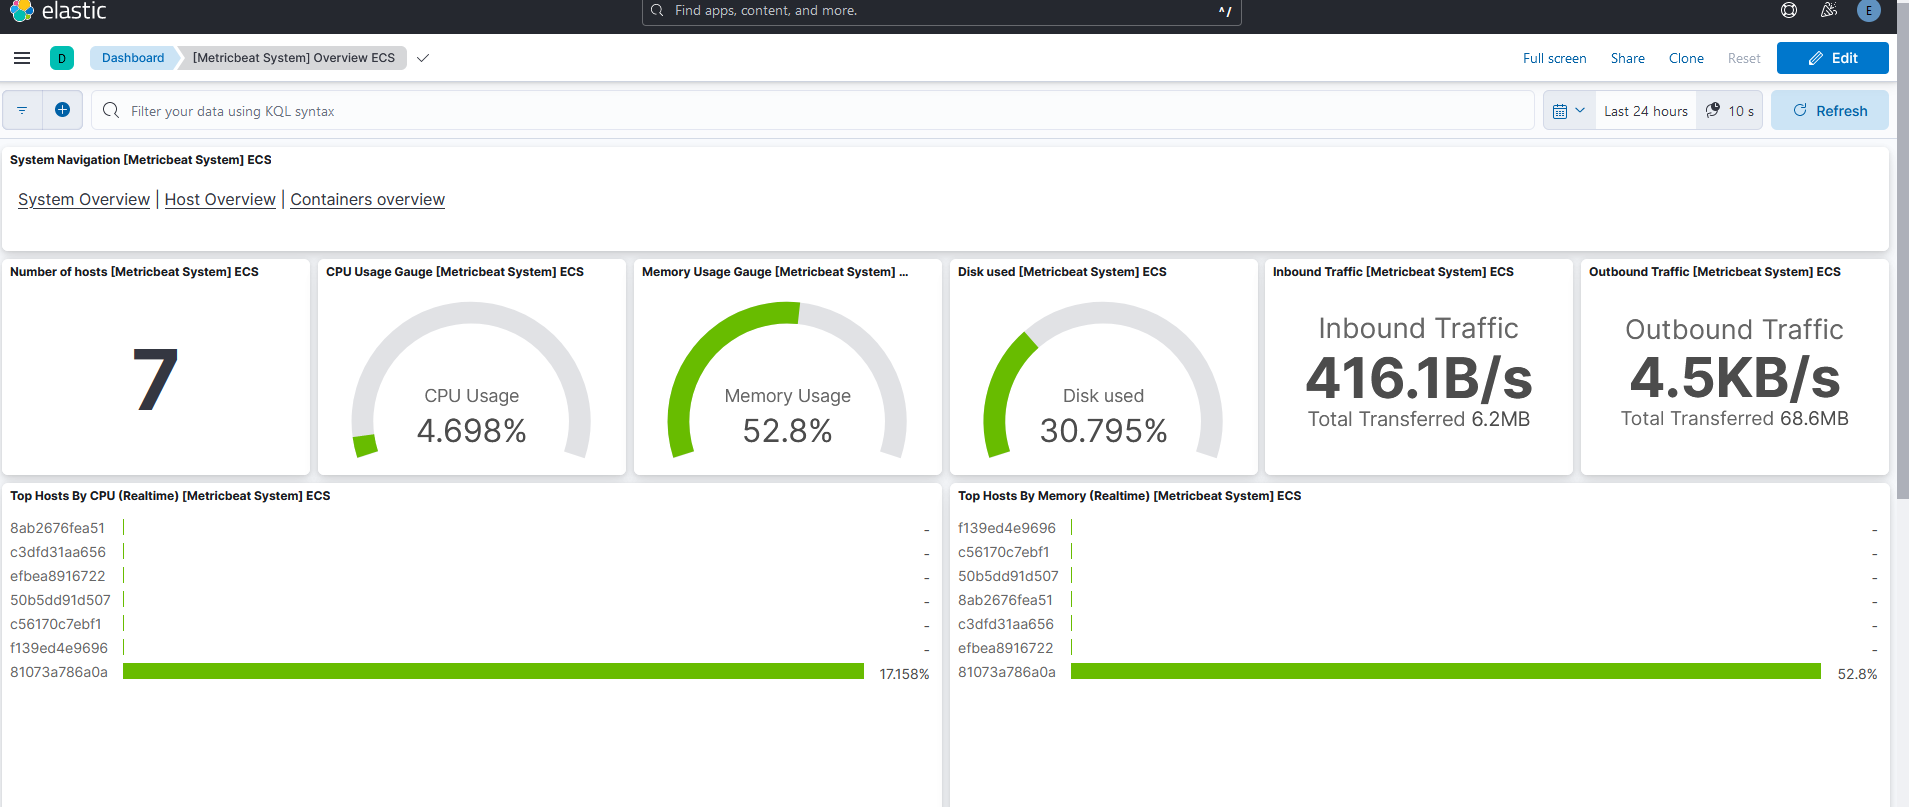 elastic
Find apps, content, and more.
^/
E
D
Dashboard
[Metricbeat System] Overview ECS
Full screen
Share
Clone
Reset
Edit
Filter your data using KQL syntax
Last 24 hours
10 s
Refresh
System Navigation [Metricbeat System] ECS
System Overview | Host Overview | Containers overview
Number of hosts [Metricbeat System] ECS
7
CPU Usage Gauge [Metricbeat System] ECS
CPU Usage
4.698%
Memory Usage Gauge [Metricbeat System] ...
Memory Usage
52.8%
Disk used [Metricbeat System] ECS
Disk used
30.795%
Inbound Traffic [Metricbeat System] ECS
Inbound Traffic
416.1B/s
Total Transferred 6.2MB
Outbound Traffic [Metricbeat System] ECS
Outbound Traffic
4.5KB/s
Total Transferred 68.6MB
Top Hosts By CPU (Realtime) [Metricbeat System] ECS
8ab2676fea51 -
c3dfd31aa656 -
efbea8916722 -
50b5dd91d507 -
c56170c7ebf1 -
f139ed4e9696 -
81073a786a0a 17.158%
Top Hosts By Memory (Realtime) [Metricbeat System] ECS
f139ed4e9696 -
c56170c7ebf1 -
50b5dd91d507 -
8ab2676fea51 -
c3dfd31aa656 -
efbea8916722 -
81073a786a0a 52.8%